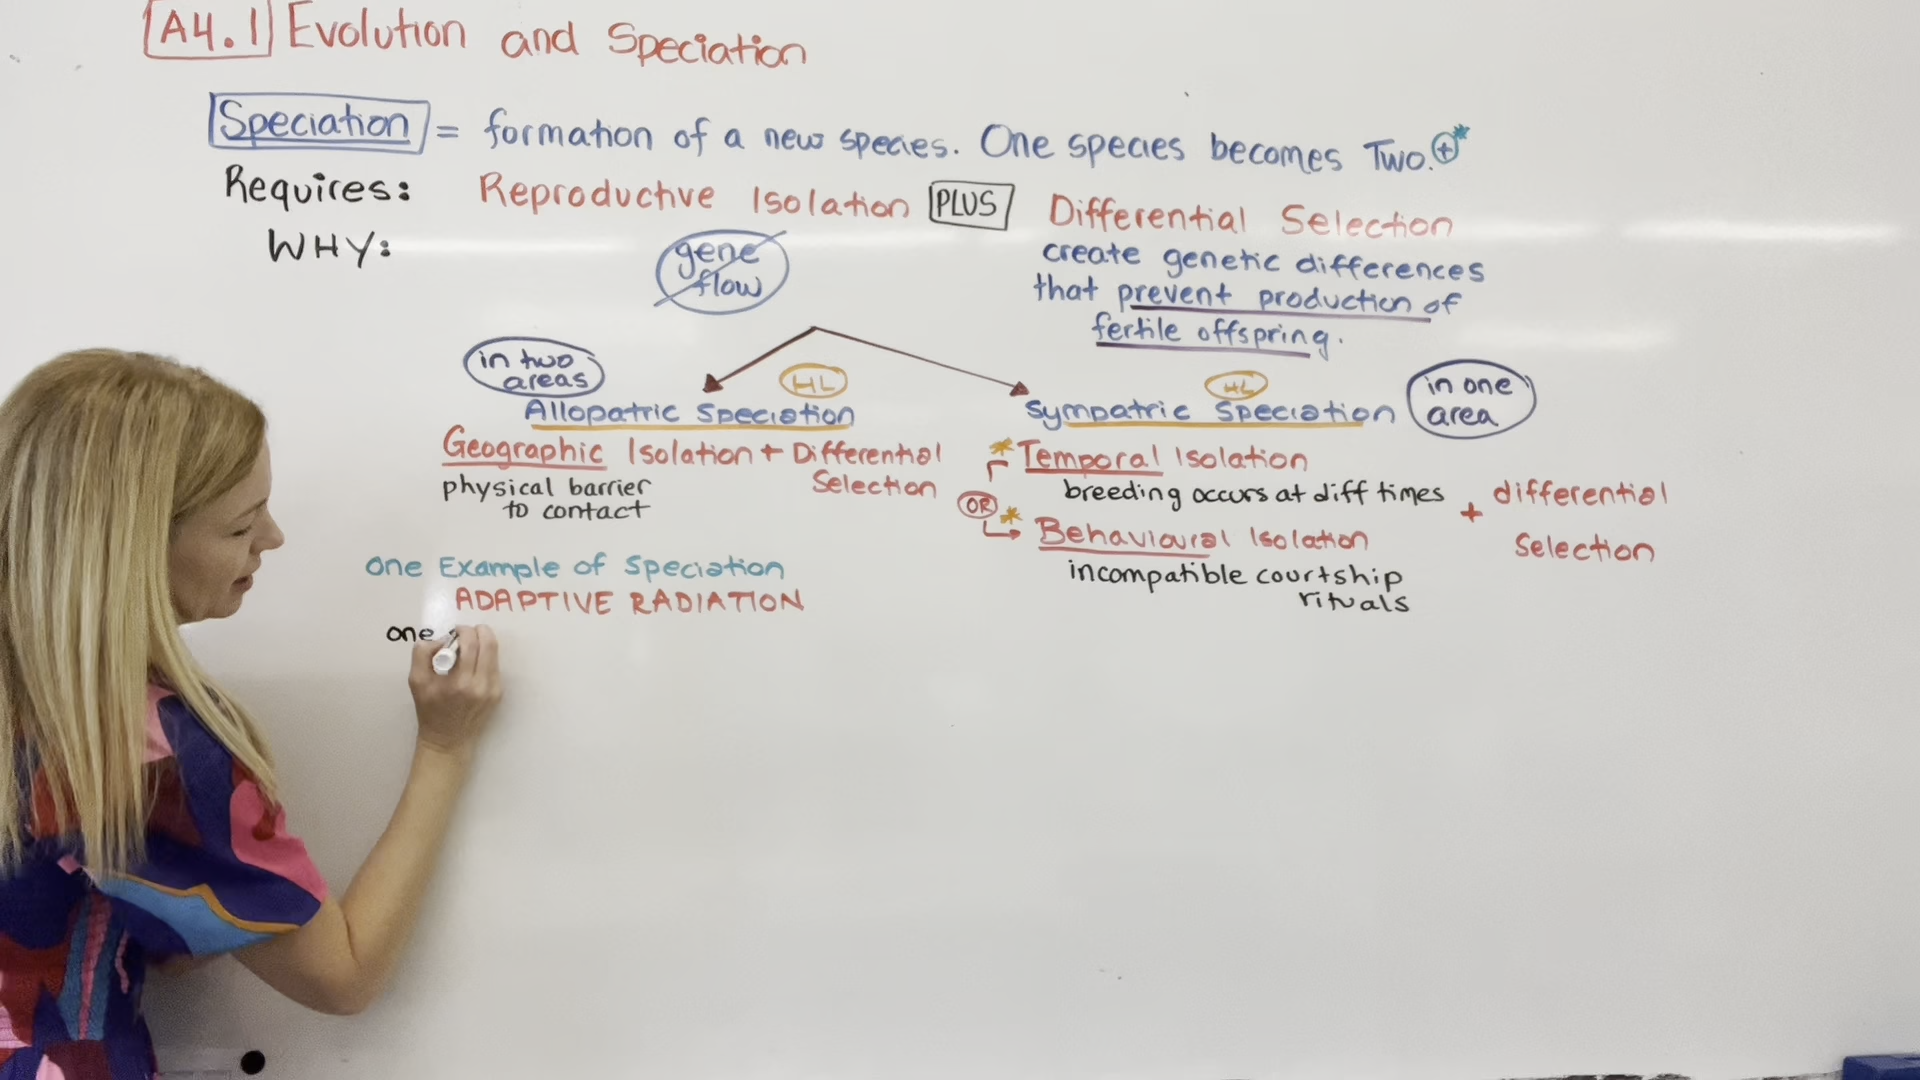 A4.1 Evolution and Speciation
Speciation = formation of a new species. One species becomes Two. + *
Requires: Reproductive Isolation PLUS Differential Selection
WHY: gene flow
create genetic differences
that prevent production of
fertile offspring.
in two areas
HL
Allopatric Speciation
Geographic Isolation + Differential Selection
physical barrier
to contact
HL
in one area
Sympatric Speciation
* Temporal Isolation
breeding occurs at diff times
OR
* Behavioural Isolation
incompatible courtship
rituals
+ differential
Selection
One Example of Speciation
ADAPTIVE RADIATION
one